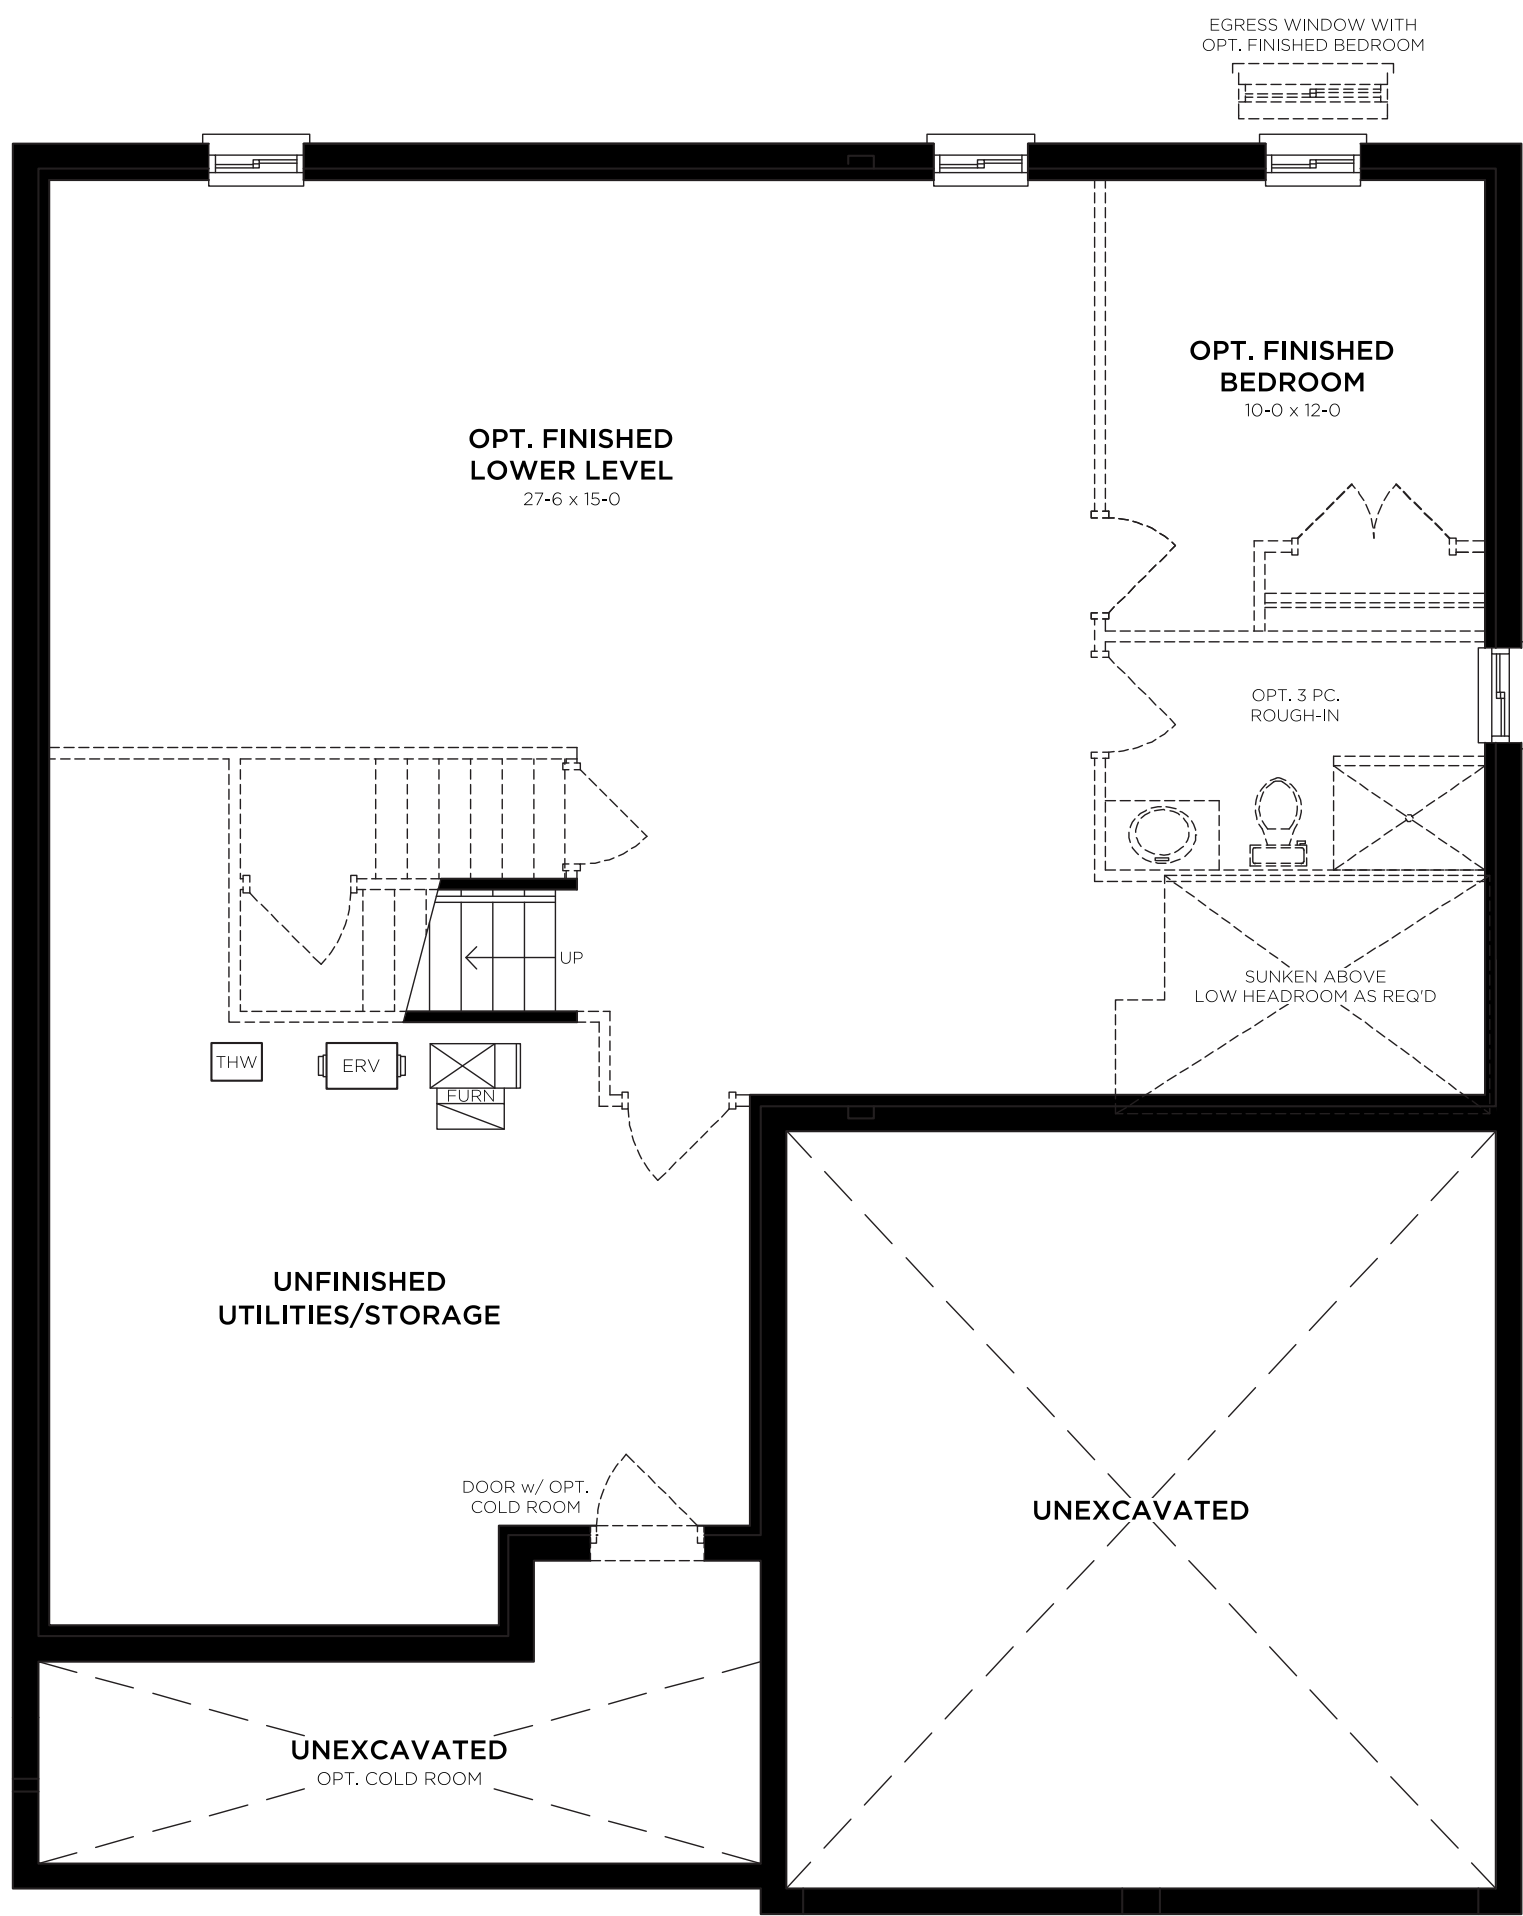 EGRESS WINDOW WITH
OPT. FINISHED BEDROOM
OPT. FINISHED
BEDROOM
10-0 x 12-0
OPT. FINISHED
LOWER LEVEL
27-6 x 15-0
OPT. 3 PC.
ROUGH-IN
UP
SUNKEN ABOVE
LOW HEADROOM AS REQ'D
THW
ERV
FURN
UNFINISHED
UTILITIES/STORAGE
DOOR w/ OPT.
COLD ROOM
UNEXCAVATED
UNEXCAVATED
OPT. COLD ROOM